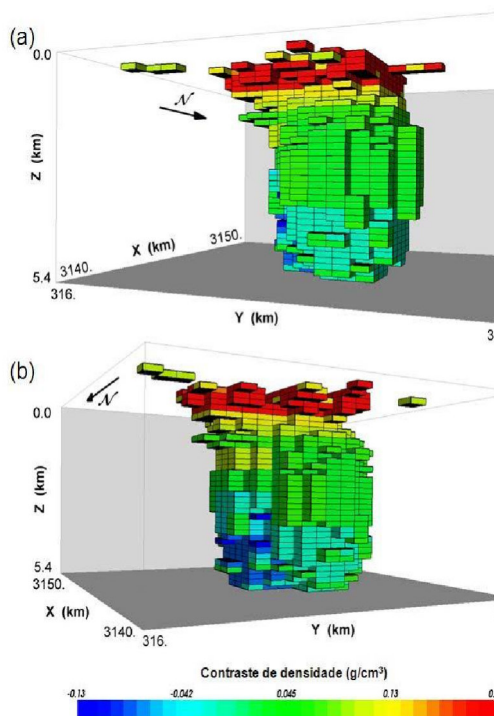 (a)
0.0
N
Z (km)
X (km)
3150.
5.4
3140.
316.
Y (km)
(b)
N
0.0
Z (km)
5.4
3150.
X (km)
3140.
316.
Y (km)
Contraste de densidade (g/cm³)
-0.13 -0.042 0.045 0.13